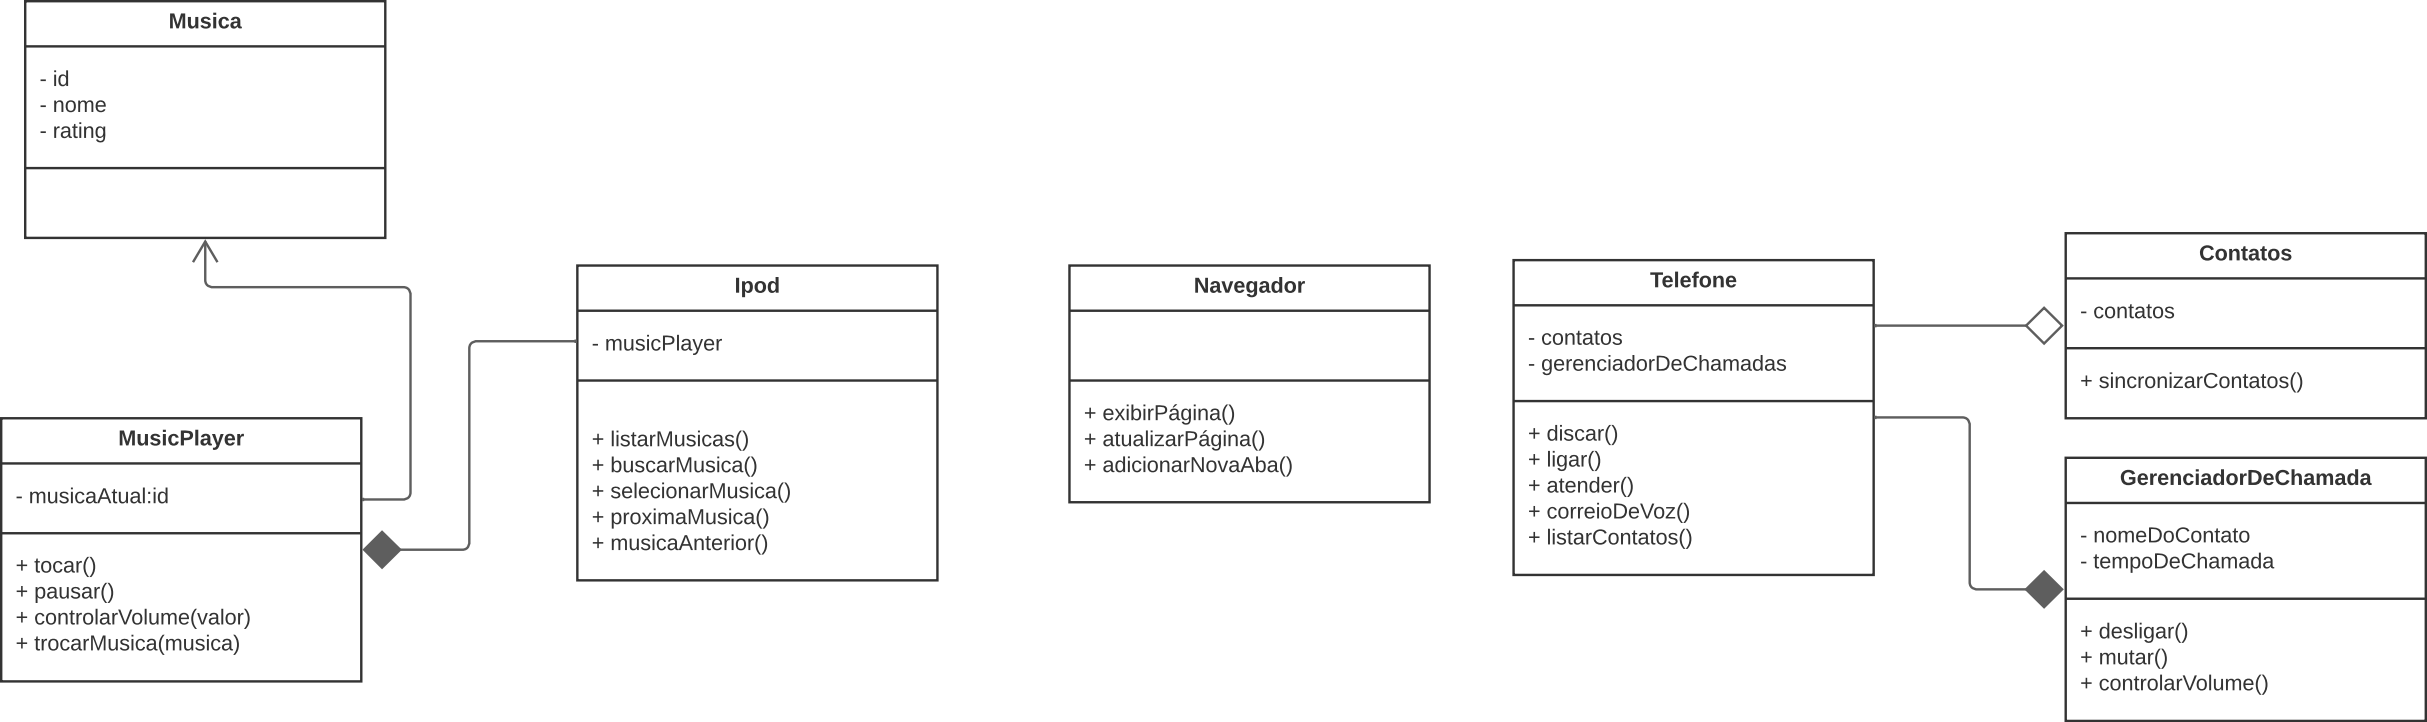 Musica
- id
- nome
- rating
MusicPlayer
- musicaAtual:id
+ tocar()
+ pausar()
+ controlarVolume(valor)
+ trocarMusica(musica)
Ipod
- musicPlayer
+ listarMusicas()
+ buscarMusica()
+ selecionarMusica()
+ proximaMusica()
+ musicaAnterior()
Navegador
+ exibirPágina()
+ atualizarPágina()
+ adicionarNovaAba()
Telefone
- contatos
- gerenciadorDeChamadas
+ discar()
+ ligar()
+ atender()
+ correioDeVoz()
+ listarContatos()
Contatos
- contatos
+ sincronizarContatos()
GerenciadorDeChamada
- nomeDoContato
- tempoDeChamada
+ desligar()
+ mutar()
+ controlarVolume()